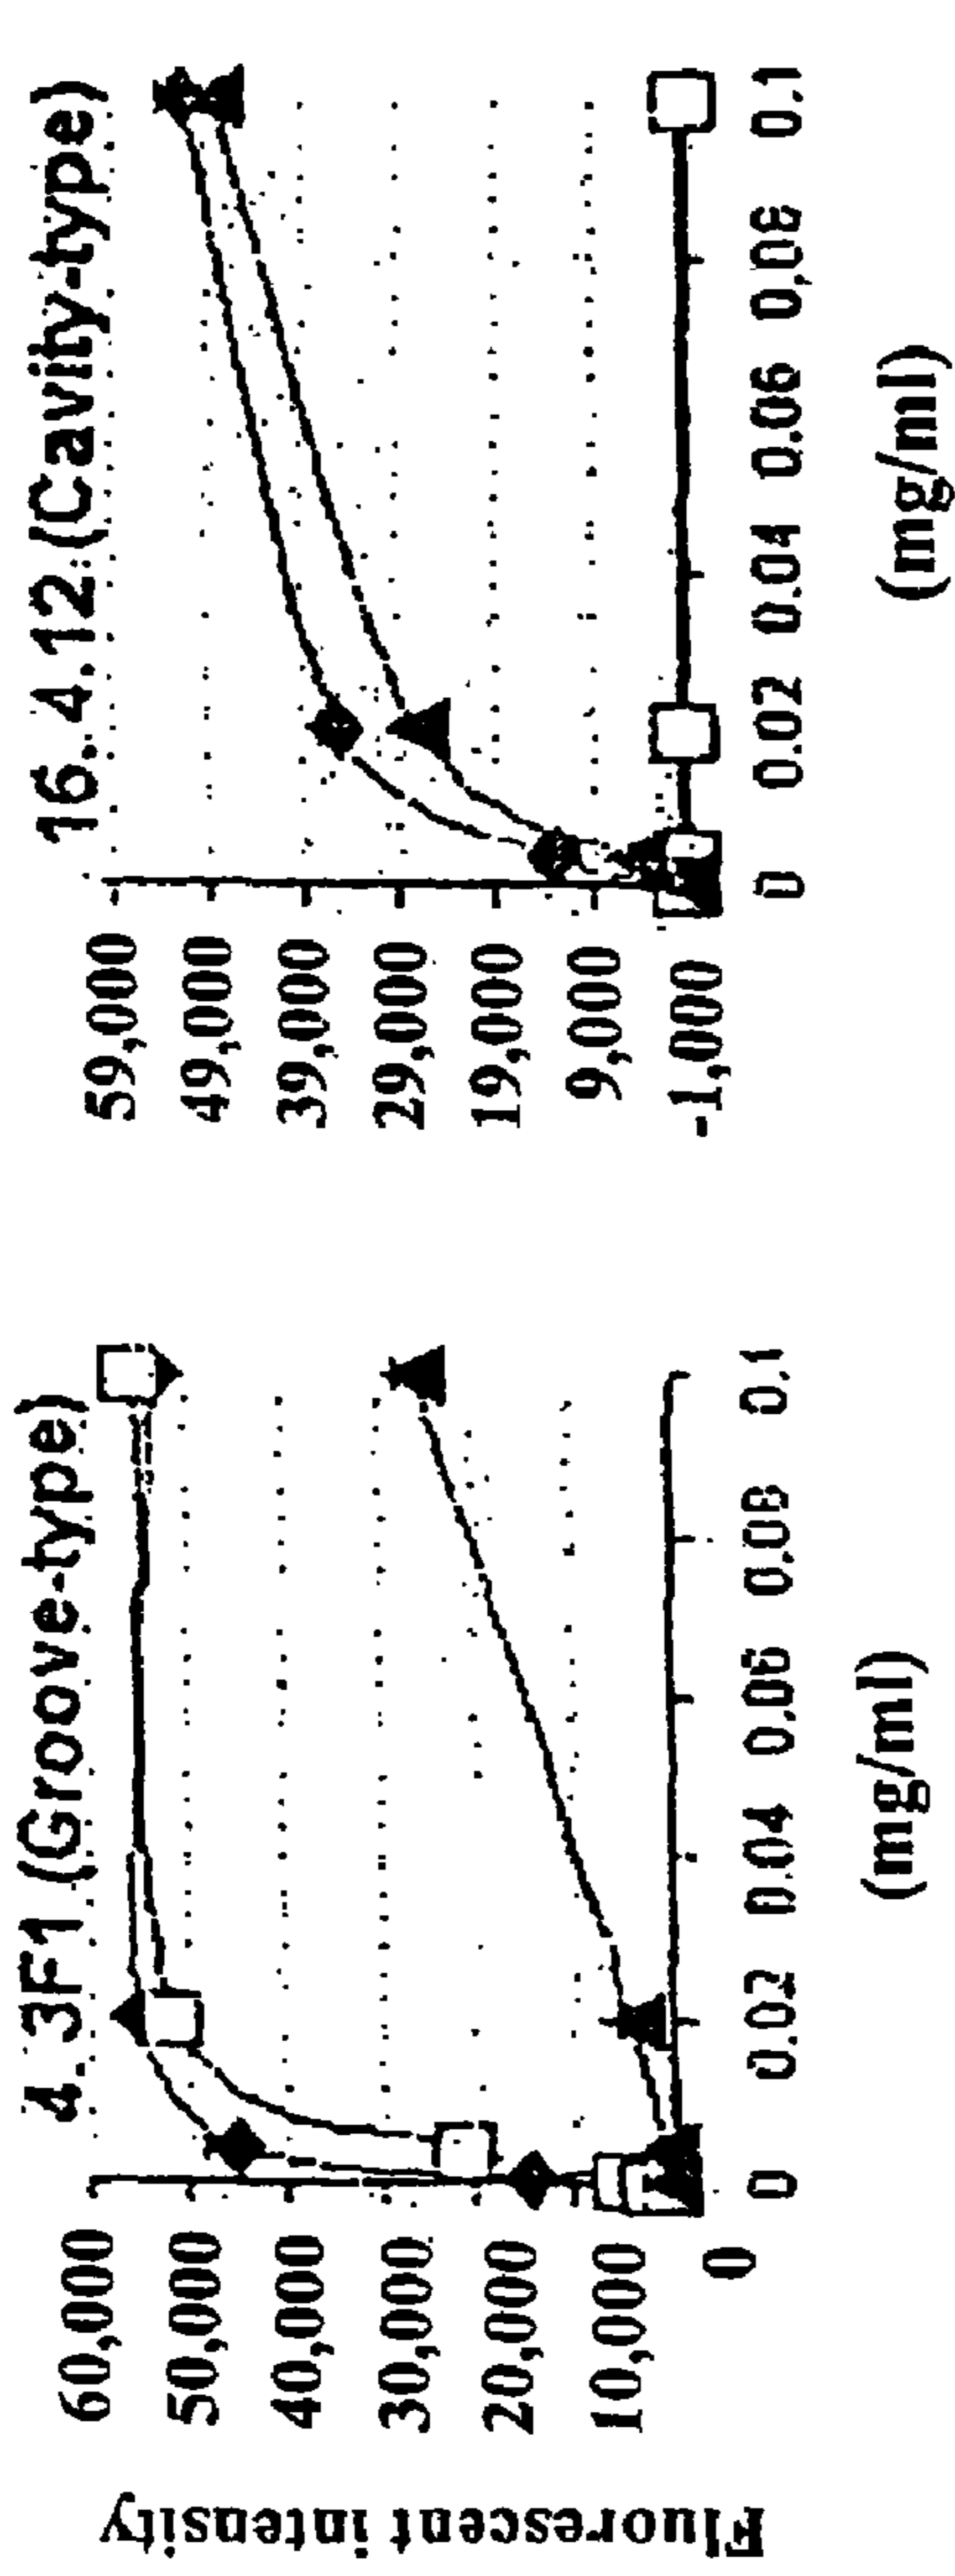 4. 3F1 (Groove-type)
Fluorescent intensity
60,000
50,000
40,000
30,000
20,000
10,000
0
0 0.02 0.04 0.06 0.08 0.1
(mg/ml)
16. 4.12 (Cavity-type)
59,000
49,000
39,000
29,000
19,000
9,000
-1,000
0 0.02 0.04 0.06 0.08 0.1
(mg/ml)